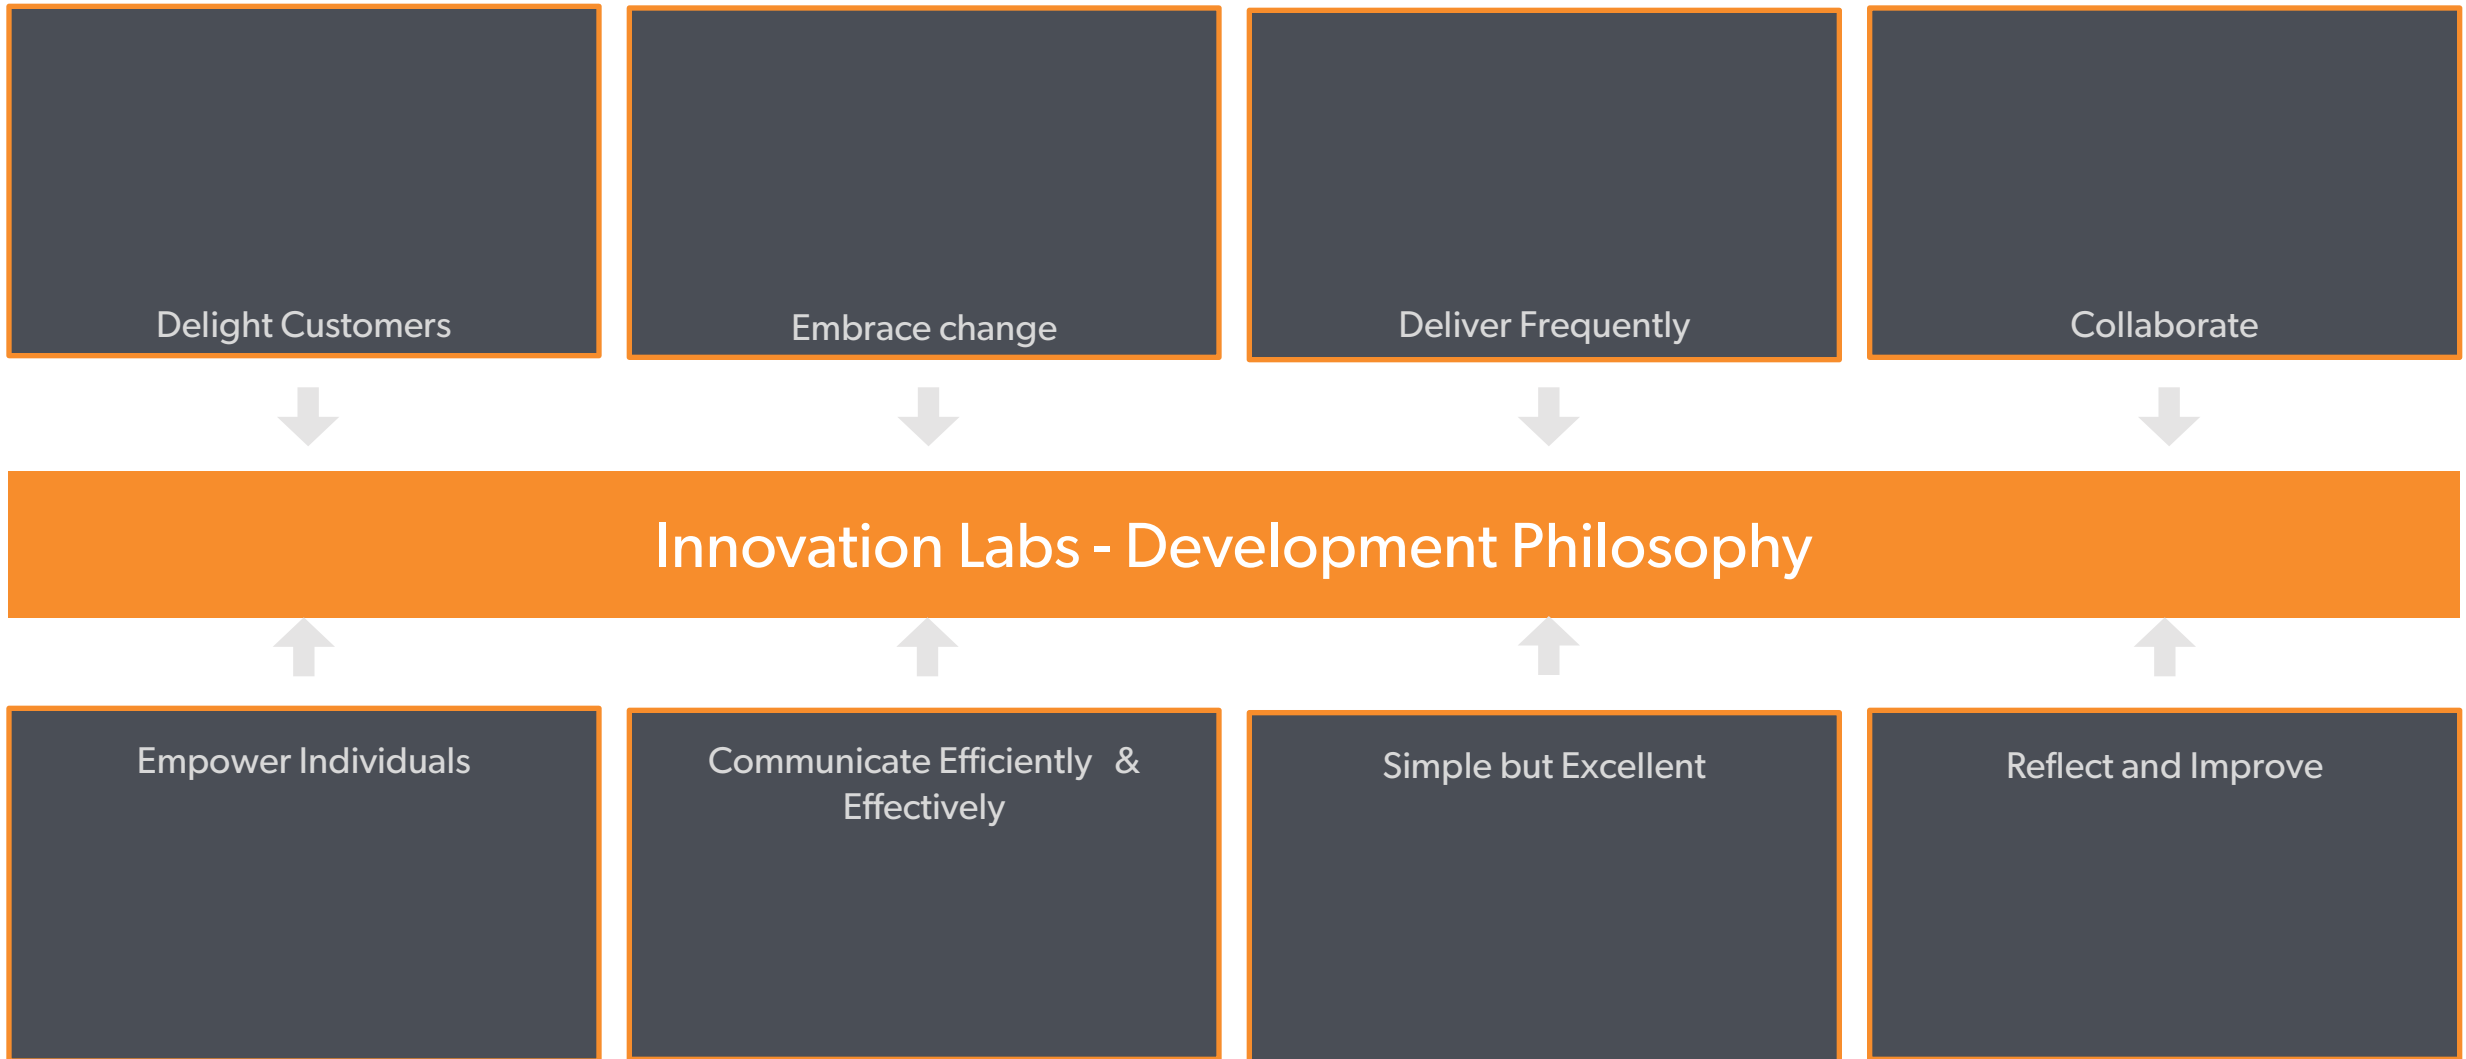 Delight Customers
Embrace change
Deliver Frequently
Collaborate
Innovation Labs - Development Philosophy
Empower Individuals
Communicate Efficiently &
Effectively
Simple but Excellent
Reflect and Improve